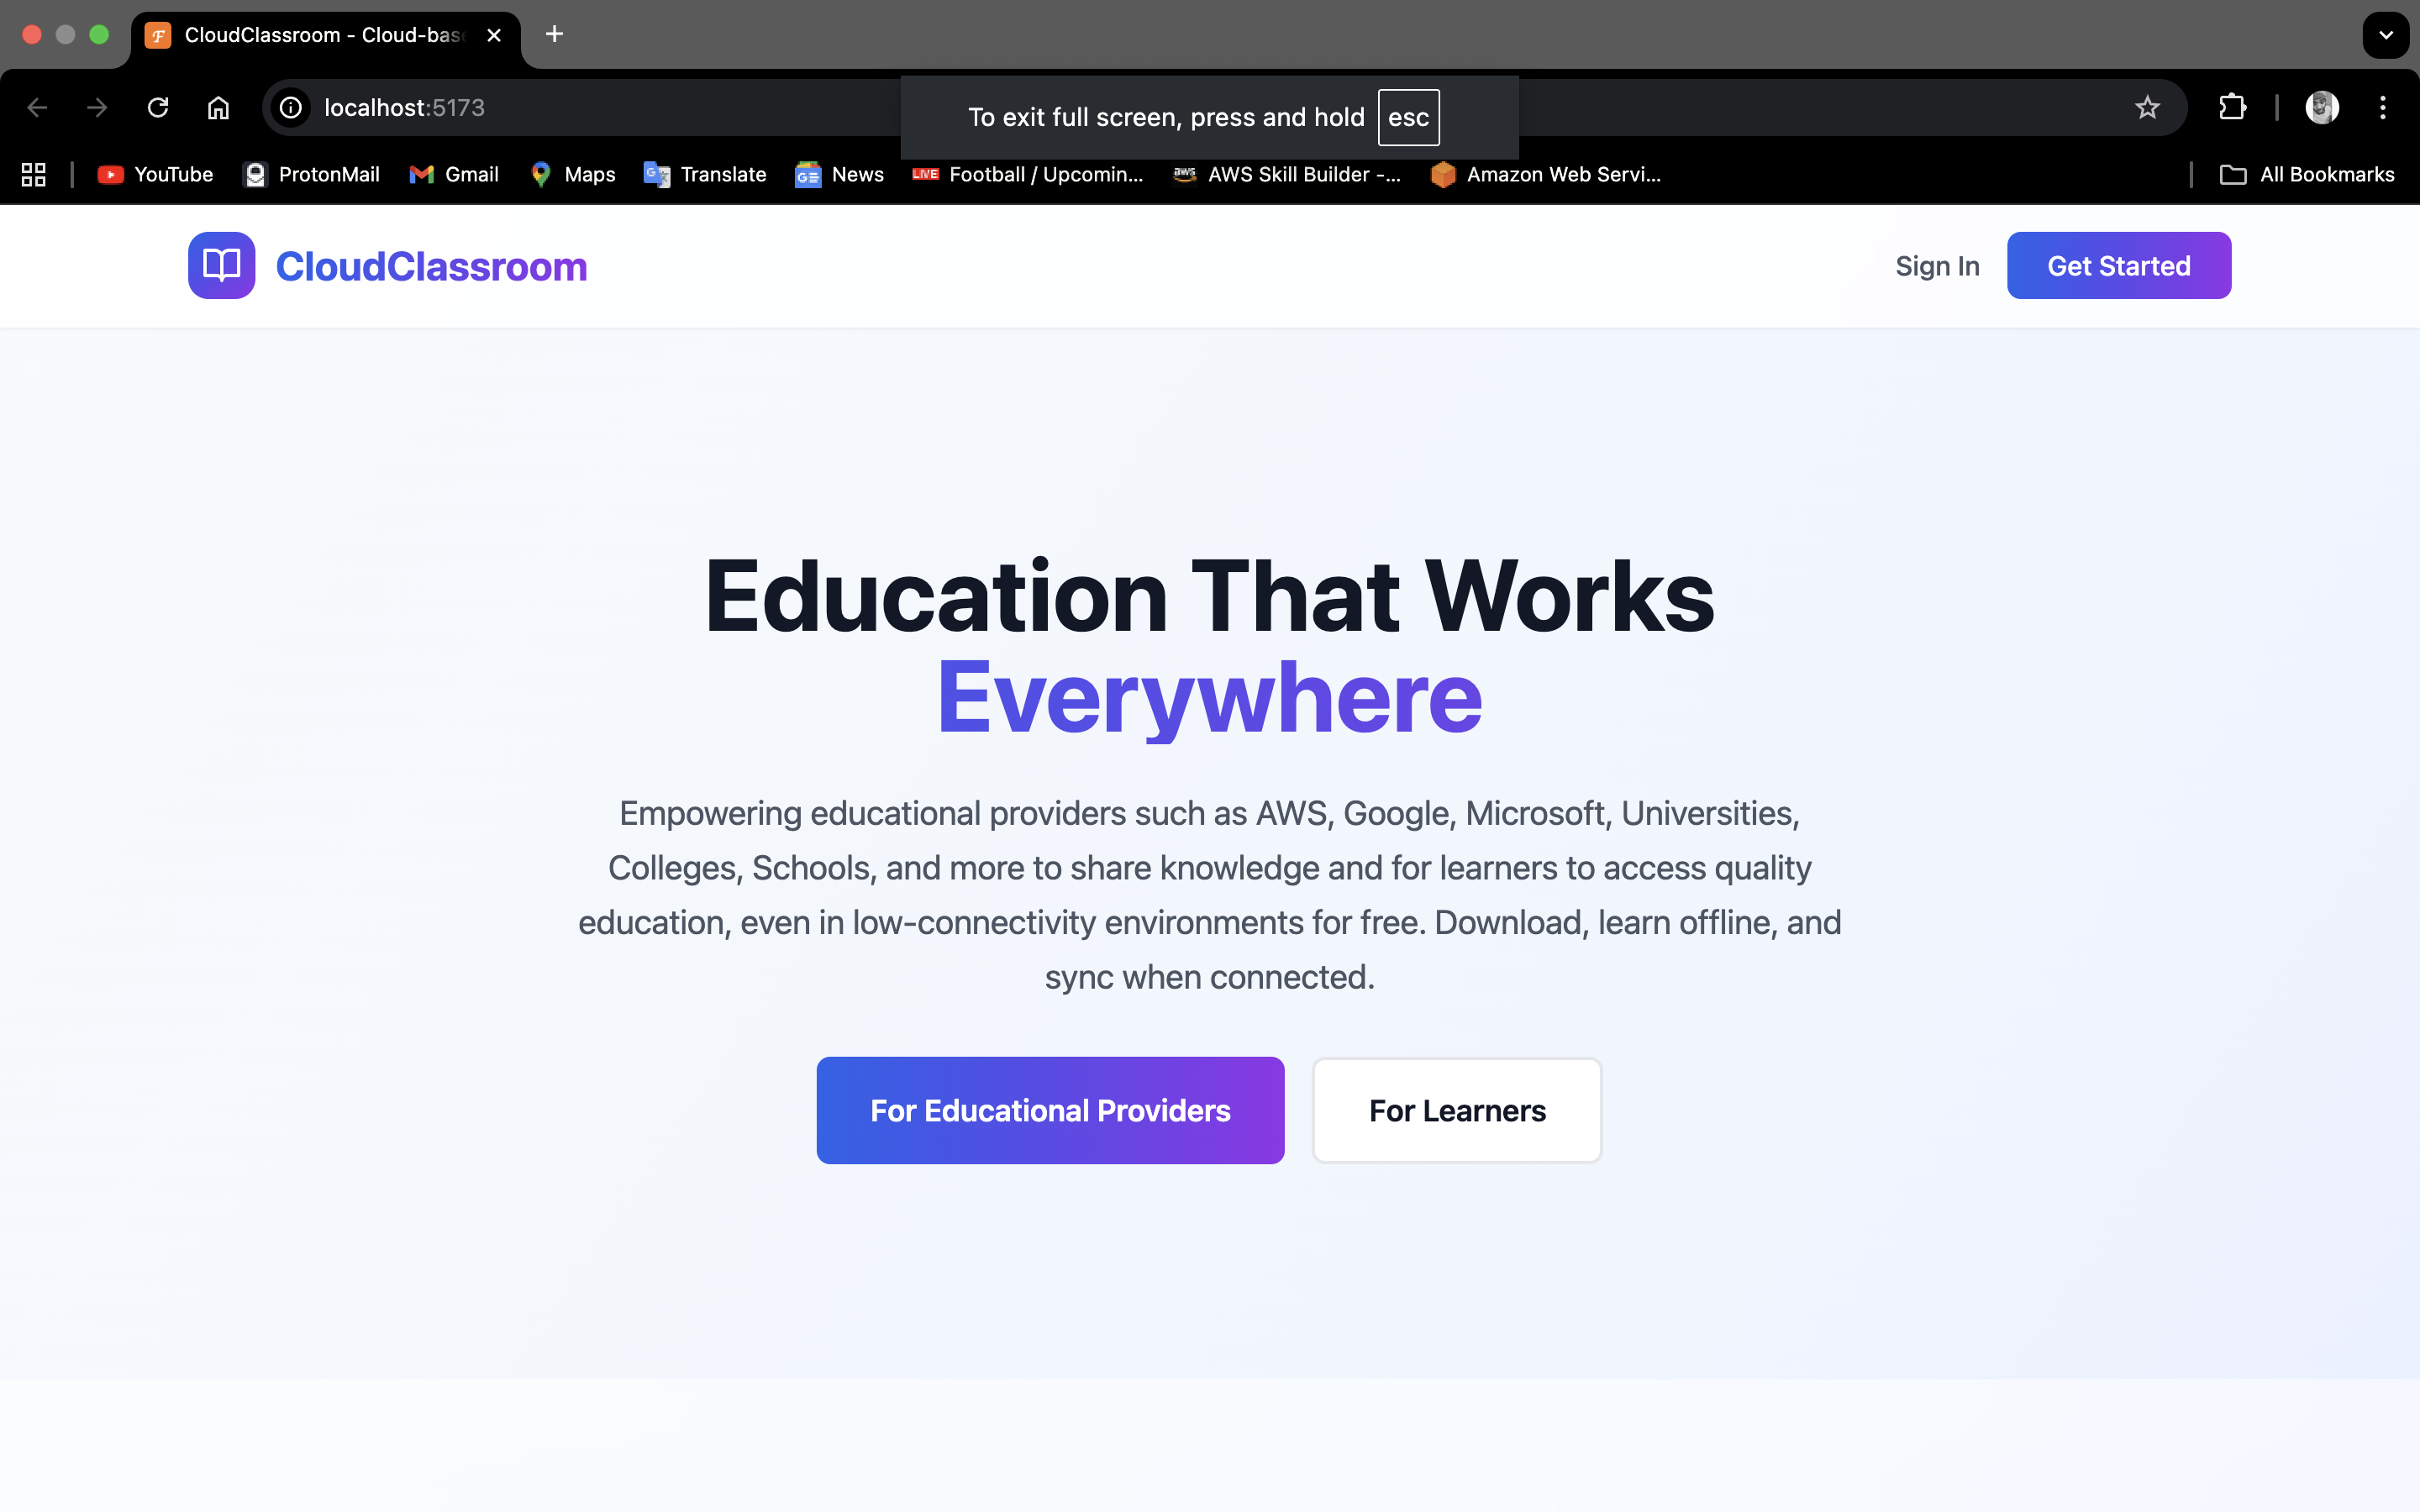 CloudClassroom - Cloud-bas
localhost:5173
To exit full screen, press and hold esc
YouTube ProtonMail Gmail Maps Translate News LIVE Football / Upcomin... aws AWS Skill Builder -... Amazon Web Servi... All Bookmarks
CloudClassroom Sign In Get Started
Education That Works
Everywhere
Empowering educational providers such as AWS, Google, Microsoft, Universities,
Colleges, Schools, and more to share knowledge and for learners to access quality
education, even in low-connectivity environments for free. Download, learn offline, and
sync when connected.
For Educational Providers For Learners